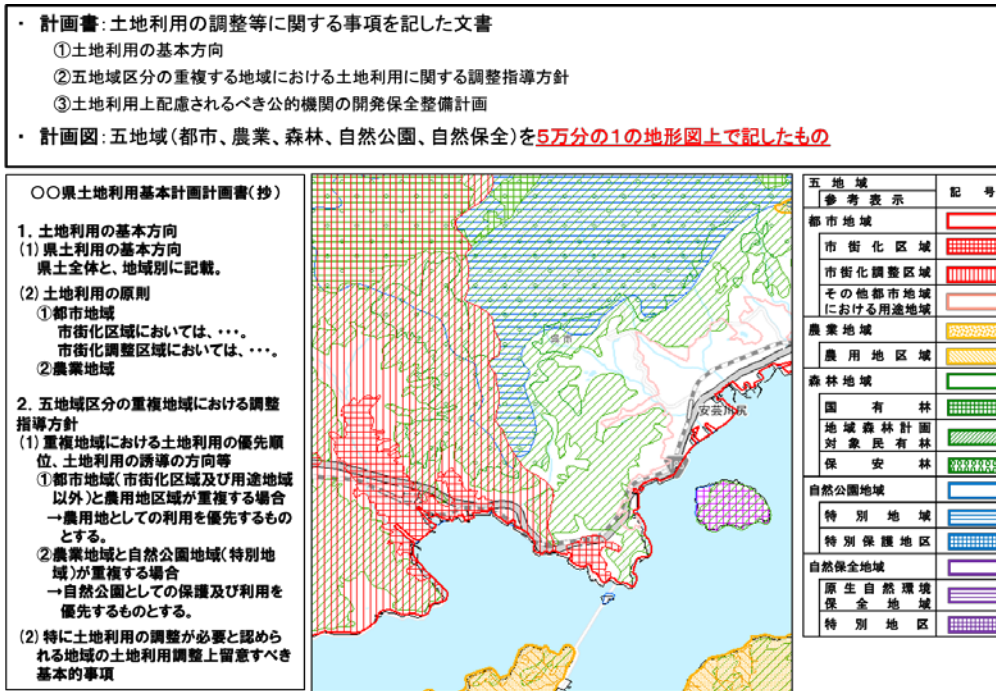 ・ 計画書:土地利用の調整等に関する事項を記した文書
①土地利用の基本方向
②五地域区分の重複する地域における土地利用に関する調整指導方針
③土地利用上配慮されるべき公的機関の開発保全整備計画
・ 計画図:五地域(都市、農業、森林、自然公園、自然保全)を5万分の1の地形図上で記したもの
〇〇県土地利用基本計画計画書(抄)
1. 土地利用の基本方向
(1) 県土利用の基本方向
県土全体と、地域別に記載。
(2) 土地利用の原則
①都市地域
市街化区域においては、・・・。
市街化調整区域においては、・・・。
②農業地域
2. 五地域区分の重複地域における調整
指導方針
(1) 重複地域における土地利用の優先順
位、土地利用の誘導の方向等
①都市地域(市街化区域及び用途地域
以外)と農用地区域が重複する場合
→農用地としての利用を優先するもの
とする。
②農業地域と自然公園地域(特別地
域)が重複する場合
→自然公園としての保護及び利用を
優先するものとする。
(2) 特に土地利用の調整が必要と認めら
れる地域の土地利用調整上留意すべき
基本的事項
呉市
安芸川尻
五地域
参考表示
記号
都市地域
市街化区域
市街化調整区域
その他都市地域
における用途地域
農業地域
農用地区域
森林地域
国有林
地域森林計画
対象民有林
保安林
自然公園地域
特別地域
特別保護地区
自然保全地域
原生自然環境
保全地域
特別地区